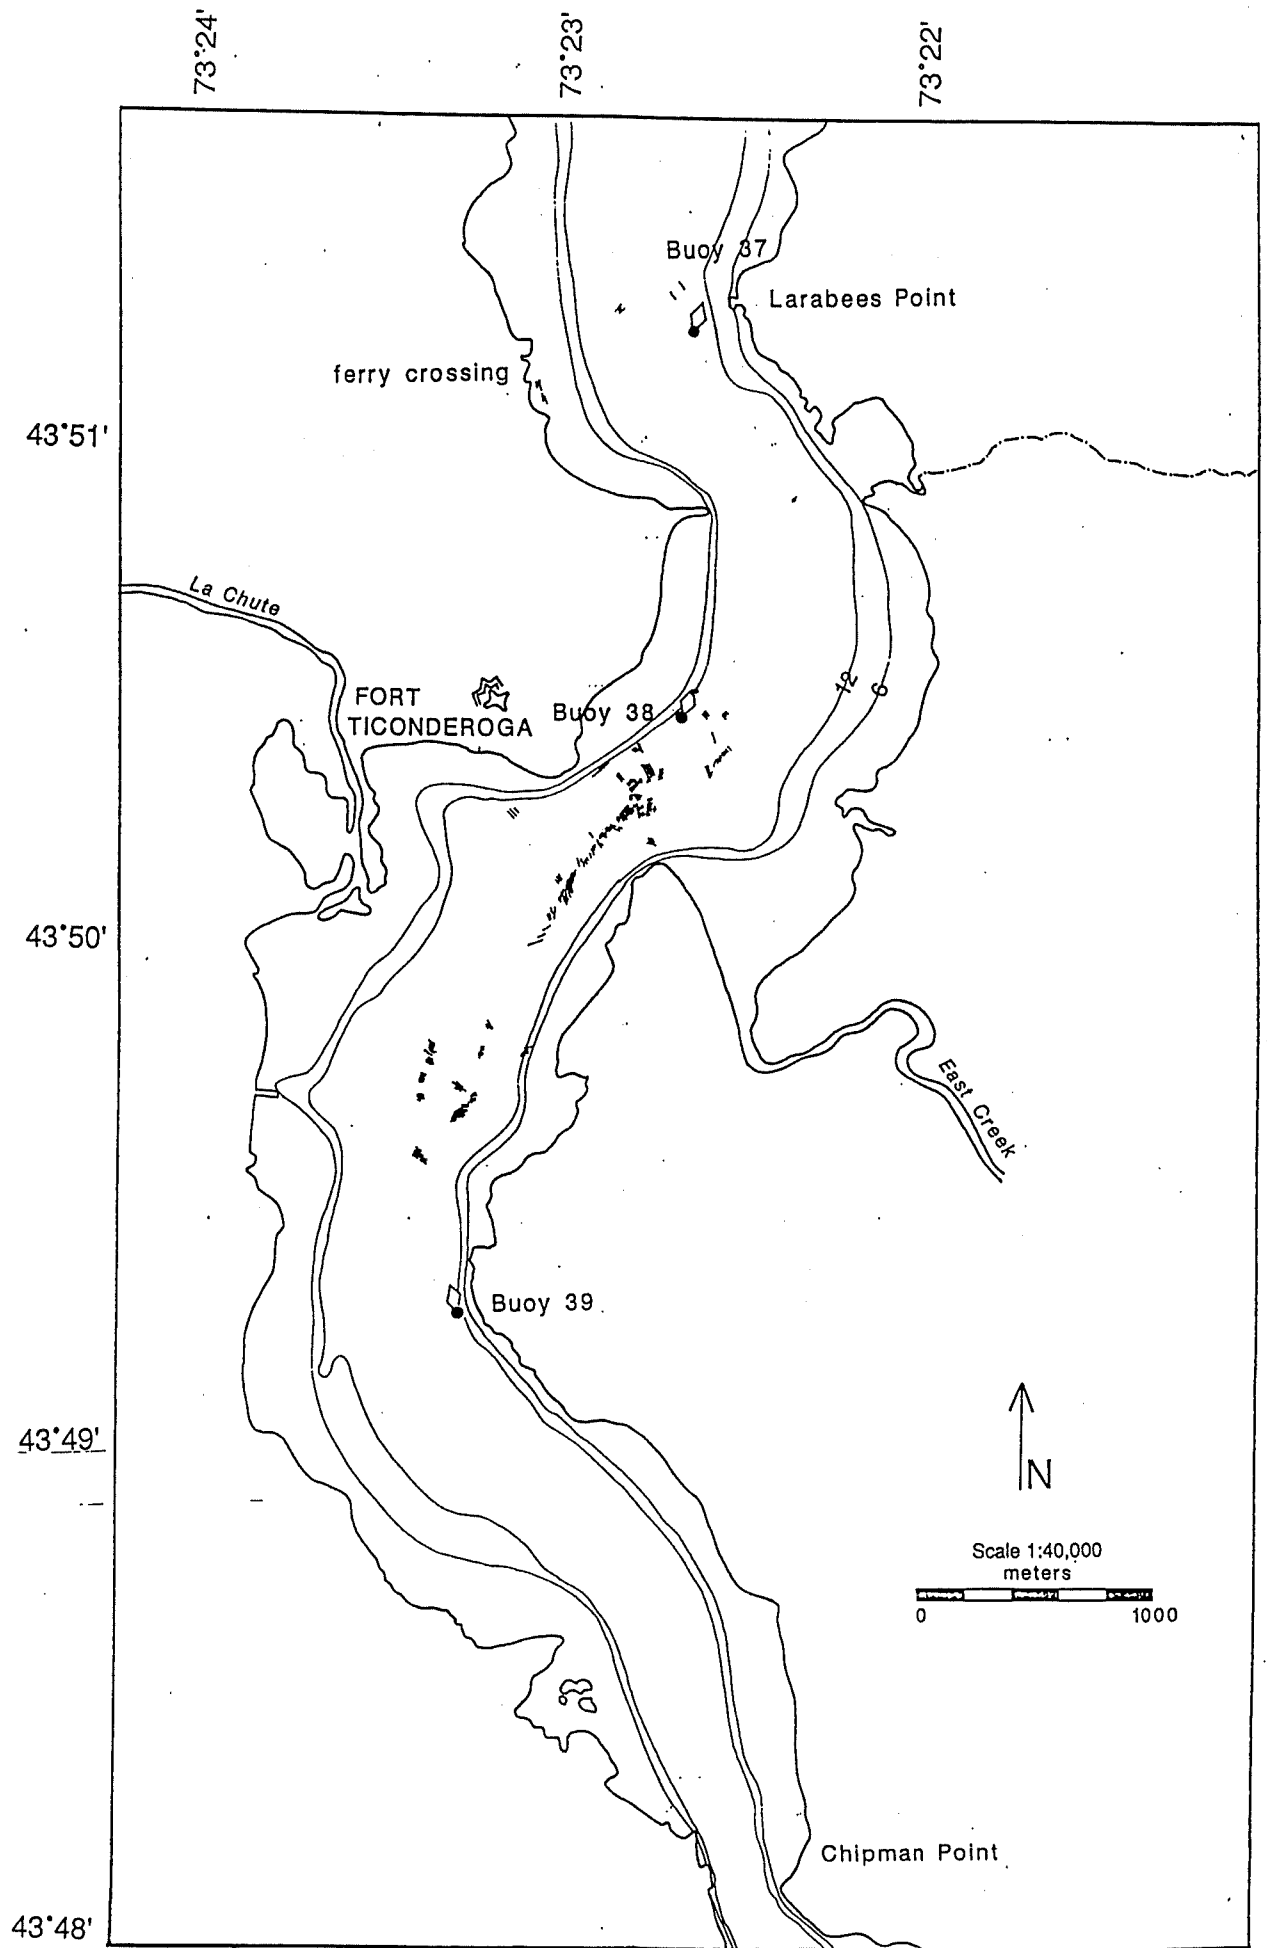 73°24'
73°23'
73°22'
Buoy 37
Larabees Point
ferry crossing
43°51'
La Chute
12
6
FORT
TICONDEROGA
Buoy 38
43°50'
East Creek
Buoy 39
43°49'
N
Scale 1:40,000
meters
0 1000
Chipman Point
43°48'